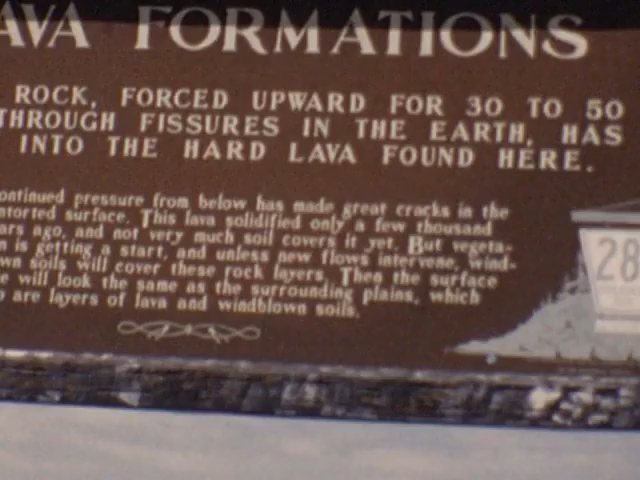 AVA FORMATIONS
ROCK, FORCED UPWARD FOR 30 TO 50
THROUGH FISSURES IN THE EARTH, HAS
INTO THE HARD LAVA FOUND HERE.
ontinued pressure from below has made great cracks in the
ntorted surface. This lava solidified only a few thousand
ars ago, and not very much soil covers it yet. But vegeta-
n is getting a start, and unless new flows intervene, wind-
wn soils will cover these rock layers. Then the surface
e will look the same as the surrounding plains, which
o are layers of lava and windblown soils.
28